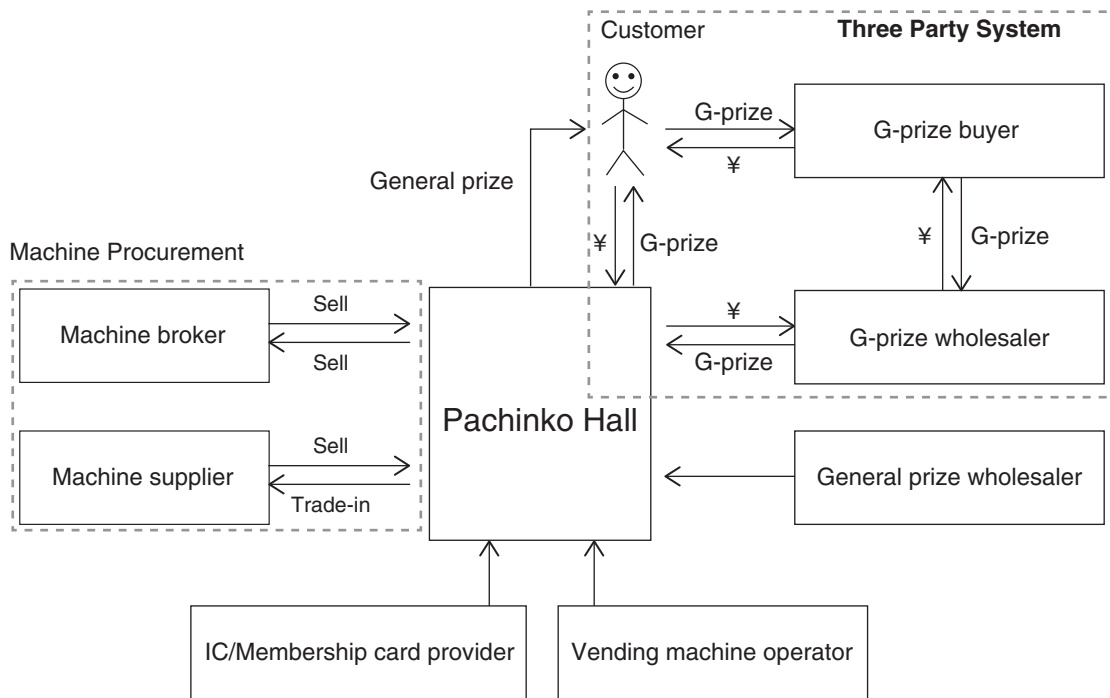 Customer
Three Party System
G-prize
¥
G-prize buyer
General prize
¥
G-prize
¥
G-prize
Machine Procurement
Machine broker
Sell
Sell
¥
G-prize
G-prize wholesaler
Pachinko Hall
Machine supplier
Sell
Trade-in
General prize wholesaler
IC/Membership card provider
Vending machine operator